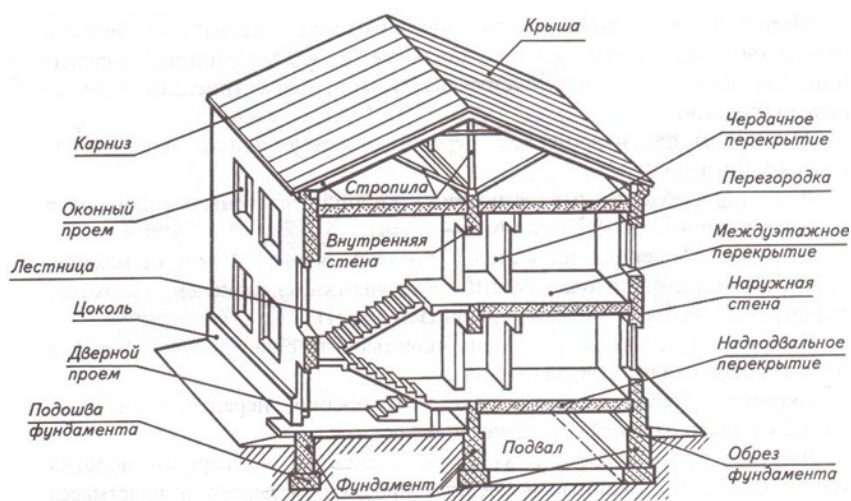 Крыша
Карниз
Чердачное
перекрытие
Стропила
Перегородка
Оконный
проем
Внутренняя
стена
Междуэтажное
перекрытие
Лестница
Наружная
стена
Цоколь
Дверной
проем
Надподвальное
перекрытие
Подошва
фундамента
Подвал
Обрез
фундамента
Фундамент